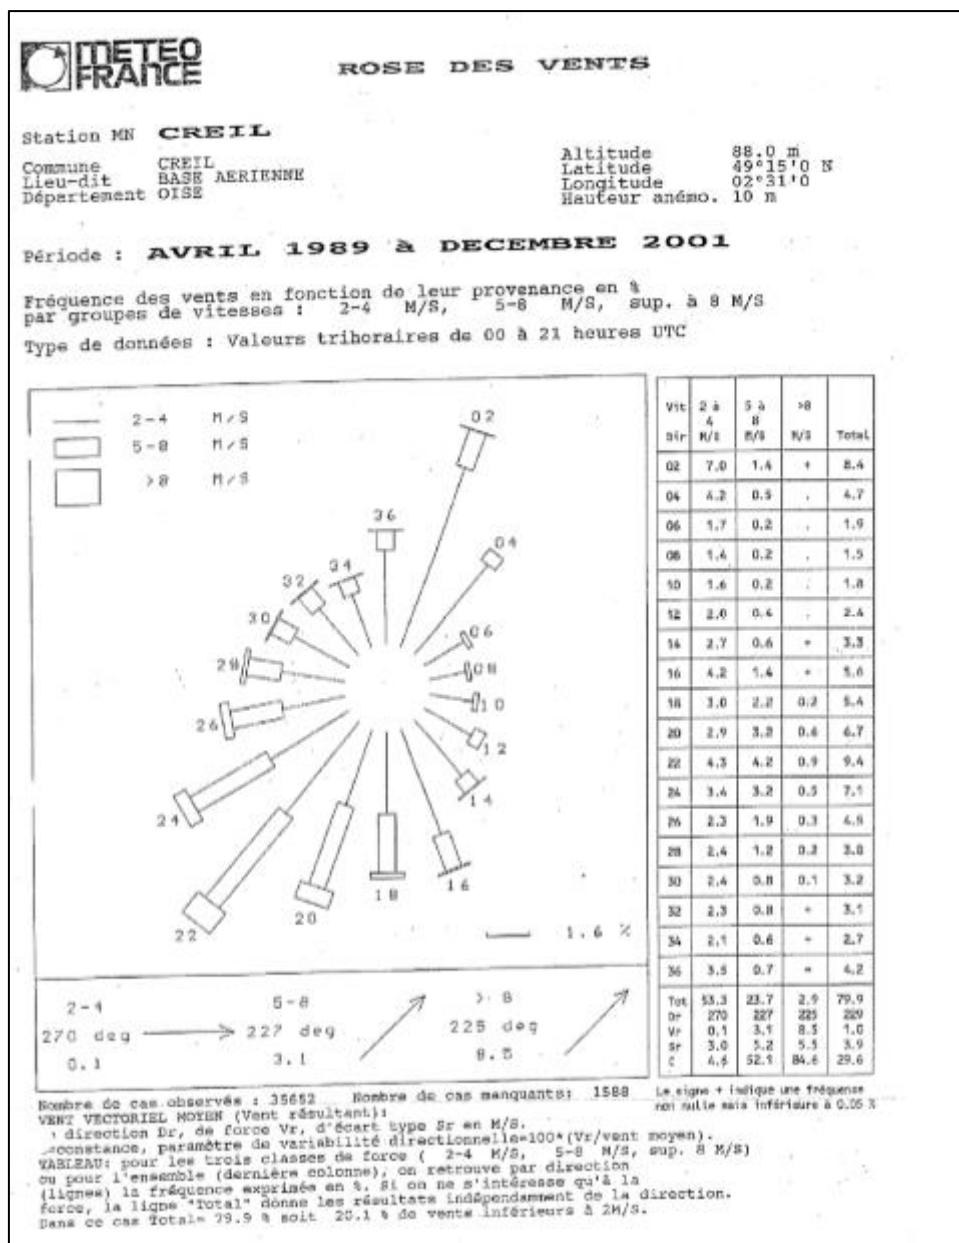 METEO
FRANCE
ROSE DES VENTS
Station MN CREIL
Commune CREIL
Lieu-dit BASE AERIENNE
Département OISE
Altitude 88.0 m
Latitude 49°15'0 N
Longitude 02°31'0
Hauteur anémo. 10 m
Période : AVRIL 1989 à DECEMBRE 2001
Fréquence des vents en fonction de leur provenance en %
par groupes de vitesses : 2-4 M/S, 5-8 M/S, sup. à 8 M/S
Type de données : Valeurs trihoraires de 00 à 21 heures UTC
2-4 M/S
5-8 M/S
>8 M/S
02
04
06
08
10
12
14
16
18
20
22
24
26
28
30
32
34
36
1.6 %
2-4 5-8 > 8
270 deg 227 deg 225 deg
0.1 3.1 8.5
Vit 2 à 5 à >8
4 8
Dir M/S M/S M/S Total
02 7.0 1.4 + 8.4
04 4.2 0.5 . 4.7
06 1.7 0.2 . 1.9
08 1.4 0.2 . 1.5
10 1.6 0.2 . 1.8
12 2.0 0.4 . 2.4
14 2.7 0.6 + 3.3
16 4.2 1.4 + 5.6
18 3.0 2.2 0.2 5.4
20 2.9 3.2 0.6 6.7
22 4.3 4.2 0.9 9.4
24 3.4 3.2 0.5 7.1
26 2.3 1.9 0.3 4.5
28 2.4 1.2 0.2 3.8
30 2.4 0.8 0.1 3.2
32 2.3 0.8 + 3.1
34 2.1 0.6 + 2.7
36 3.5 0.7 + 4.2
Tot 53.3 23.7 2.9 79.9
Dr 270 227 225 229
Vr 0.1 3.1 8.5 1.0
Sr 3.0 5.2 5.5 3.9
C 4.6 52.1 84.6 29.6
Le signe + indique une fréquense
non nulle mais inférieure à 0.05 %
Nombre de cas observés : 35652 Nombre de cas manquants: 1588
VENT VECTORIEL MOYEN (Vent résultant):
direction Dr, de force Vr, d'écart type Sr en M/S.
constance, paramètre de variabilité directionnelle=100*(Vr/vent moyen).
TABLEAU: pour les trois classes de force ( 2-4 M/S, 5-8 M/S, sup. 8 M/S)
ou pour l'ensemble (dernière colonne), on retrouve par direction
(lignes) la fréquence exprimée en %. Si on ne s'intéresse qu'à la
force, la ligne "Total" donne les résultats indépendamment de la direction.
Dans ce cas Total= 79.9 % soit 20.1 % de vents inférieurs à 2M/S.